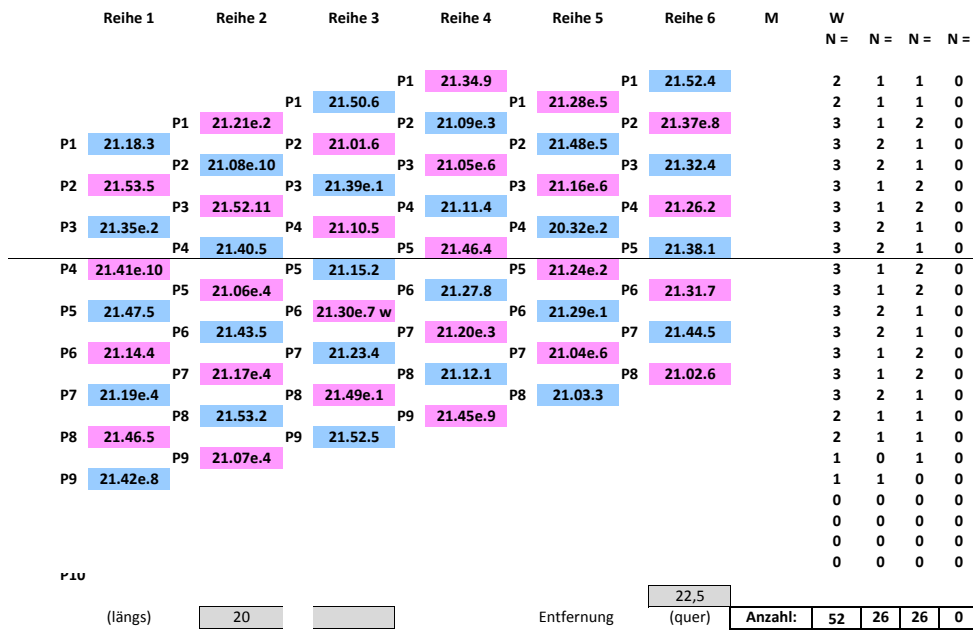 Reihe 1 Reihe 2 Reihe 3 Reihe 4 Reihe 5 Reihe 6 M W
N = N = N = N =
P1 21.34.9 P1 21.52.4 2 1 1 0
P1 21.50.6 P1 21.28e.5 2 1 1 0
P1 21.21e.2 P2 21.09e.3 P2 21.37e.8 3 1 2 0
P1 21.18.3 P2 21.01.6 P2 21.48e.5 3 2 1 0
P2 21.08e.10 P3 21.05e.6 P3 21.32.4 3 2 1 0
P2 21.53.5 P3 21.39e.1 P3 21.16e.6 3 1 2 0
P3 21.52.11 P4 21.11.4 P4 21.26.2 3 1 2 0
P3 21.35e.2 P4 21.10.5 P4 20.32e.2 3 2 1 0
P4 21.40.5 P5 21.46.4 P5 21.38.1 3 2 1 0
P4 21.41e.10 P5 21.15.2 P5 21.24e.2 3 1 2 0
P5 21.06e.4 P6 21.27.8 P6 21.31.7 3 1 2 0
P5 21.47.5 P6 21.30e.7 w P6 21.29e.1 3 2 1 0
P6 21.43.5 P7 21.20e.3 P7 21.44.5 3 2 1 0
P6 21.14.4 P7 21.23.4 P7 21.04e.6 3 1 2 0
P7 21.17e.4 P8 21.12.1 P8 21.02.6 3 1 2 0
P7 21.19e.4 P8 21.49e.1 P8 21.03.3 3 2 1 0
P8 21.53.2 P9 21.45e.9 2 1 1 0
P8 21.46.5 P9 21.52.5 2 1 1 0
P9 21.07e.4 1 0 1 0
P9 21.42e.8 1 1 0 0
0 0 0 0
0 0 0 0
0 0 0 0
0 0 0 0
P10
22,5
(längs) 20 Entfernung (quer) Anzahl: 52 26 26 0